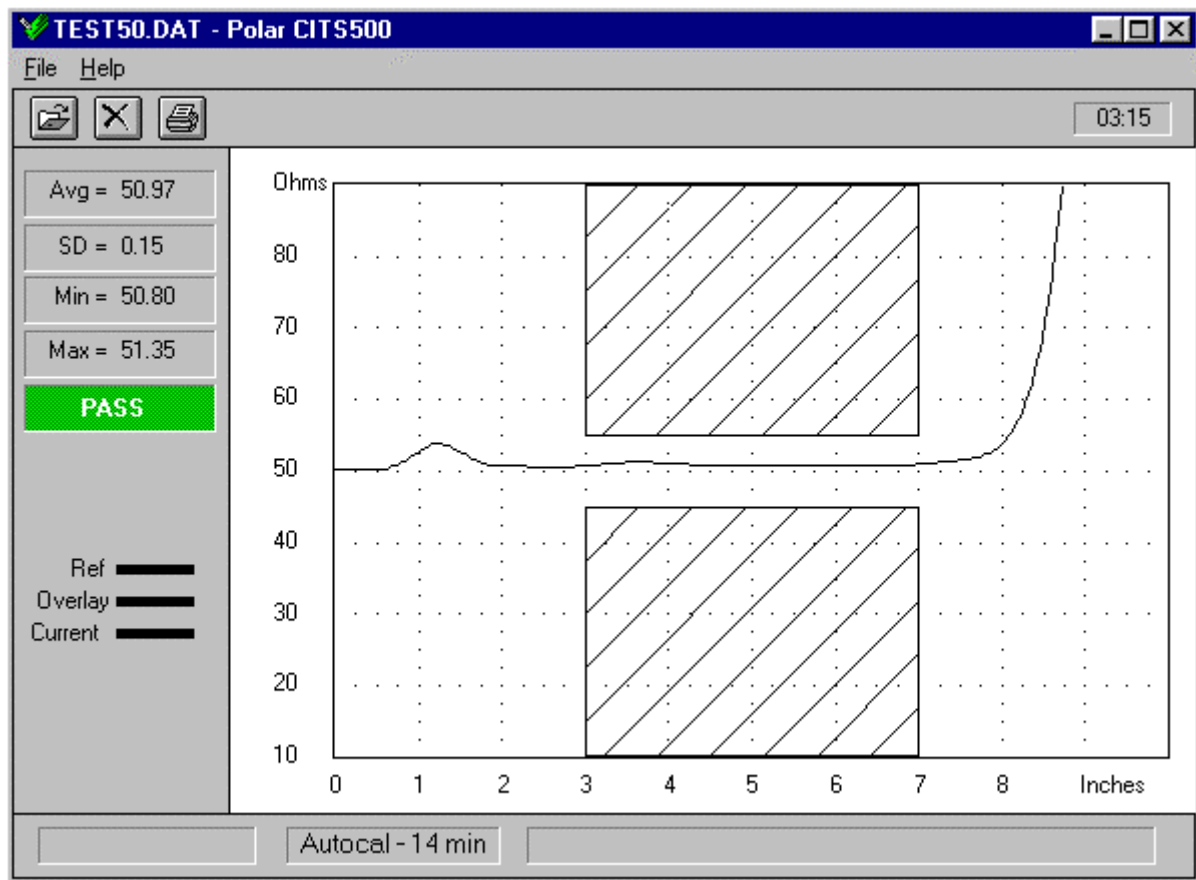 TEST50.DAT - Polar CITS500
File Help
03:15
Avg = 50.97
SD = 0.15
Min = 50.80
Max = 51.35
PASS
Ref
Overlay
Current
Ohms
80
70
60
50
40
30
20
10
0 1 2 3 4 5 6 7 8 Inches
Autocal - 14 min